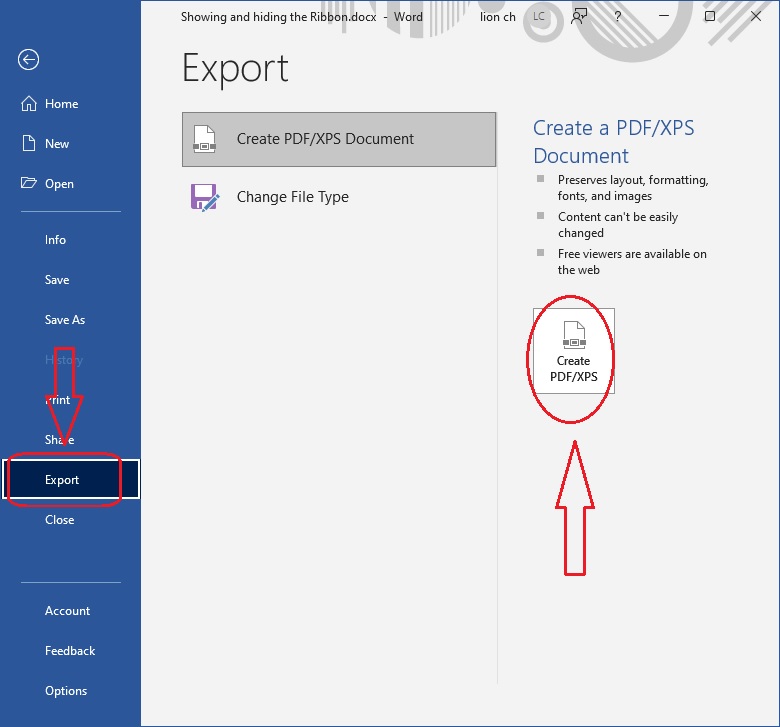 Showing and hiding the Ribbon.docx - Word lion ch LC ?
Export
Home
New
Open
Info
Save
Save As
History
Print
Share
Export
Close
Account
Feedback
Options
Create PDF/XPS Document
Change File Type
Create a PDF/XPS
Document
Preserves layout, formatting,
fonts, and images
Content can't be easily
changed
Free viewers are available on
the web
Create
PDF/XPS